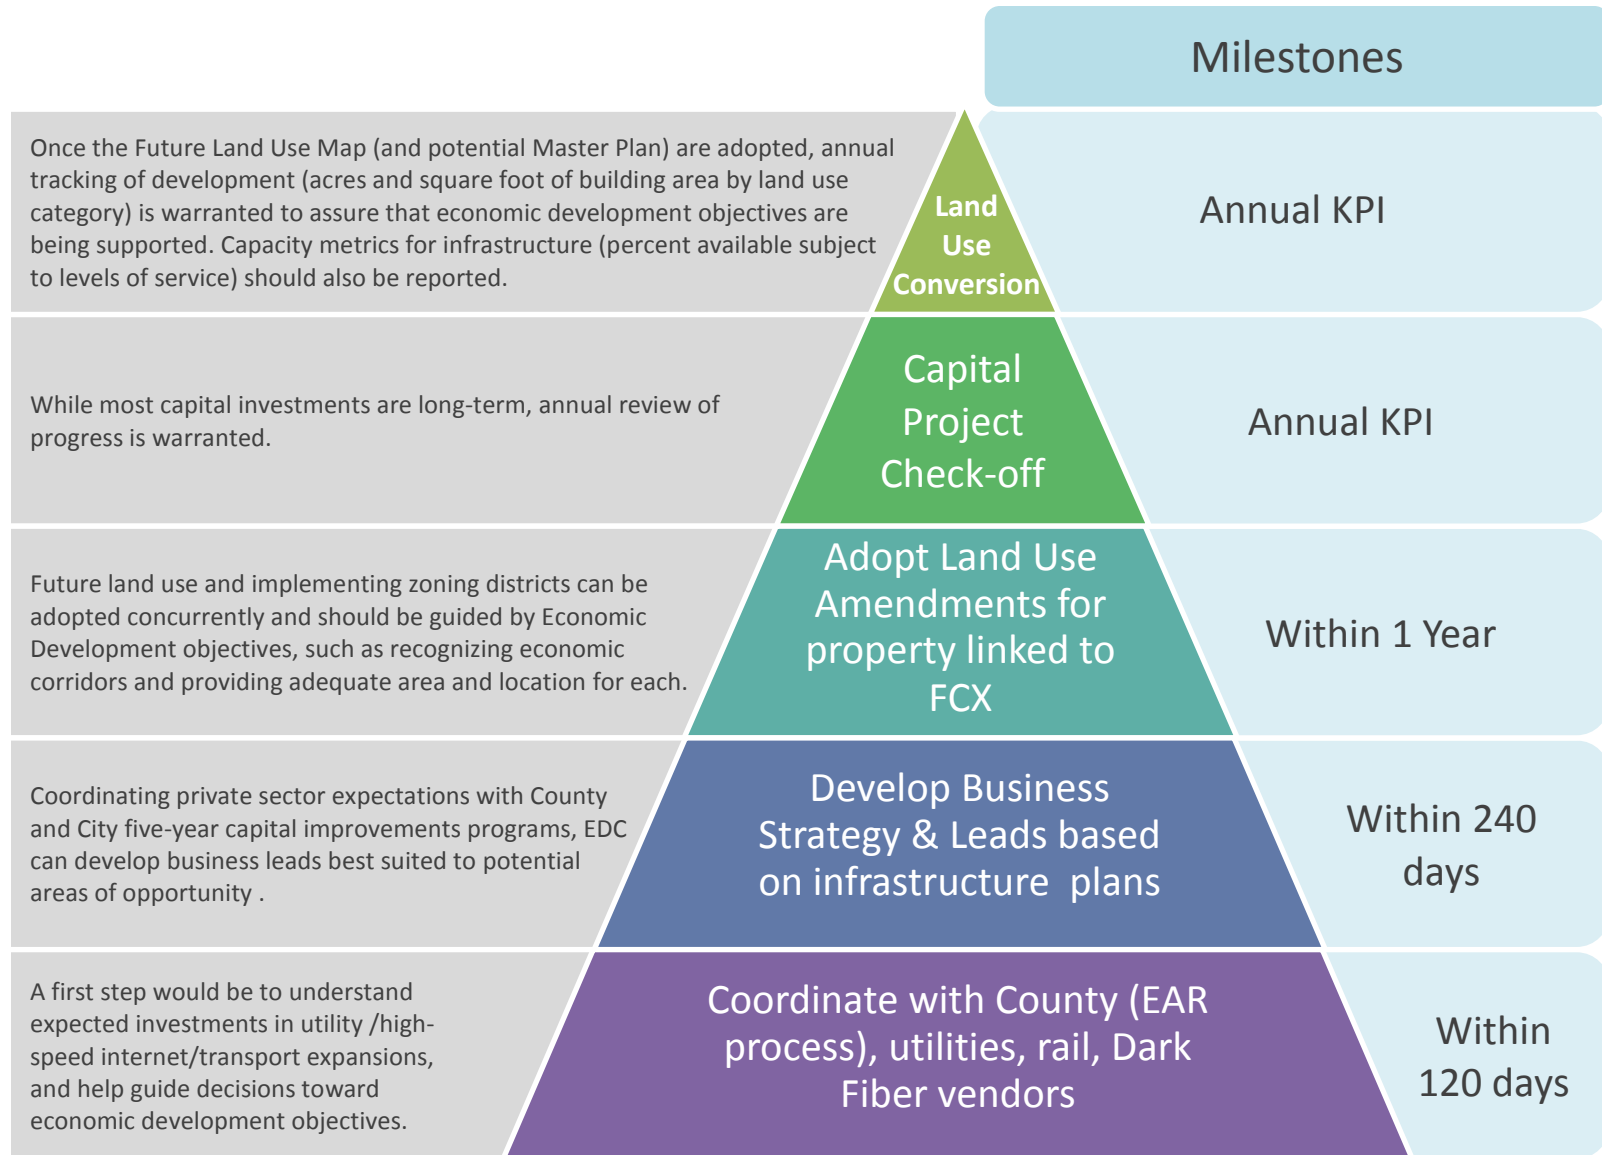 Milestones
Once the Future Land Use Map (and potential Master Plan) are adopted, annual
tracking of development (acres and square foot of building area by land use
category) is warranted to assure that economic development objectives are
being supported. Capacity metrics for infrastructure (percent available subject
to levels of service) should also be reported.
Land
Use
Conversion
Annual KPI
While most capital investments are long-term, annual review of
progress is warranted.
Capital
Project
Check-off
Annual KPI
Future land use and implementing zoning districts can be
adopted concurrently and should be guided by Economic
Development objectives, such as recognizing economic
corridors and providing adequate area and location for each.
Adopt Land Use
Amendments for
property linked to
FCX
Within 1 Year
Coordinating private sector expectations with County
and City five-year capital improvements programs, EDC
can develop business leads best suited to potential
areas of opportunity .
Develop Business
Strategy & Leads based
on infrastructure plans
Within 240
days
A first step would be to understand
expected investments in utility /high-
speed internet/transport expansions,
and help guide decisions toward
economic development objectives.
Coordinate with County (EAR
process), utilities, rail, Dark
Fiber vendors
Within
120 days